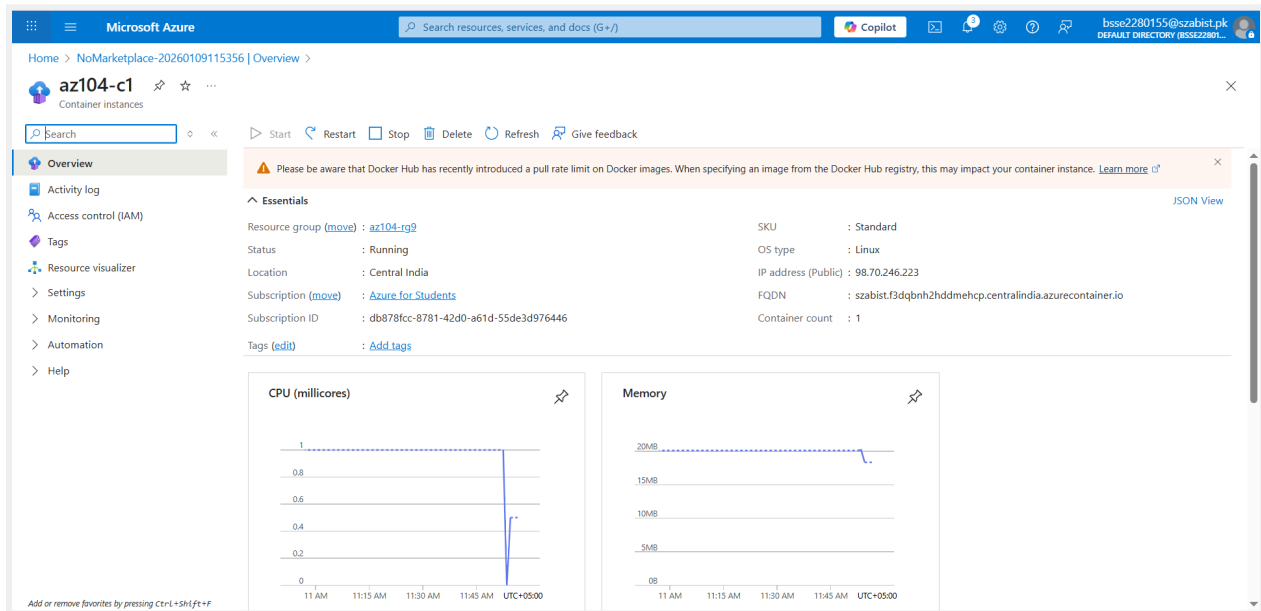 Microsoft Azure
Search resources, services, and docs (G+/)
Copilot
3
bsse2280155@szabist.pk
DEFAULT DIRECTORY (BSSE22801...
Home > NoMarketplace-20260109115356 | Overview >
az104-c1
Container instances
Search
Start Restart Stop Delete Refresh Give feedback
Overview
Activity log
Access control (IAM)
Tags
Resource visualizer
Settings
Monitoring
Automation
Help
Add or remove favorites by pressing Ctrl+Shift+F
Please be aware that Docker Hub has recently introduced a pull rate limit on Docker images. When specifying an image from the Docker Hub registry, this may impact your container instance. Learn more
Essentials
JSON View
Resource group (move) : az104-rg9
Status : Running
Location : Central India
Subscription (move) : Azure for Students
Subscription ID : db878fcc-8781-42d0-a61d-55de3d976446
Tags (edit) : Add tags
SKU : Standard
OS type : Linux
IP address (Public) : 98.70.246.223
FQDN : szabist.f3dqbnh2hddmehcp.centralindia.azurecontainer.io
Container count : 1
CPU (millicores)
1
0.8
0.6
0.4
0.2
0
11 AM 11:15 AM 11:30 AM 11:45 AM UTC+05:00
Memory
20MB
15MB
10MB
5MB
0B
11 AM 11:15 AM 11:30 AM 11:45 AM UTC+05:00